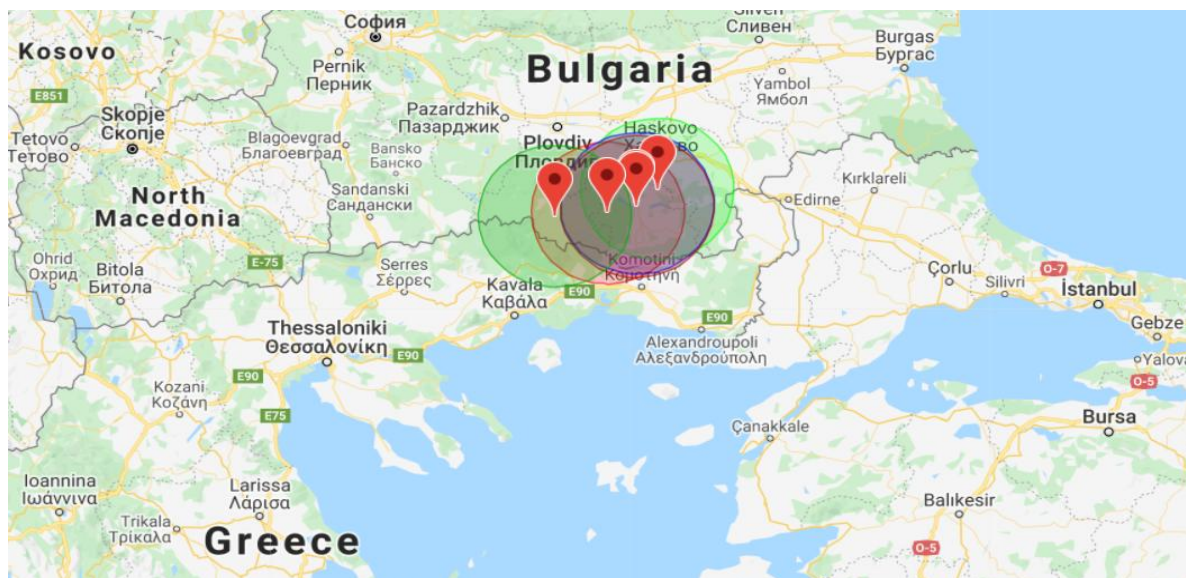 София
Sliven
Сливен
Burgas
Бургас
Kosovo
Pernik
Перник
Bulgaria
Yambol
Ямбол
E851
Skopje
Скопје
Tetovo
Тетово
Pazardzhik
Пазарджик
Plovdiv
Haskovo
Blagoevgrad
Благоевград
Bansko
Банско
North
Macedonia
Sandanski
Сандански
Kırklareli
Edirne
Ohrid
Охрид
E-75
Bitola
Битола
Serres
Σέρρες
Komotini
Κομοτηνή
Kavala
Καβάλα
E90
Çorlu
O-7
Silivri
İstanbul
Gebze
E90
Thessaloniki
Θεσσαλονίκη
E90
Alexandroupoli
Αλεξανδρούπολη
Yalova
O-5
Kozani
Κοζάνη
E90
E75
Çanakkale
Bursa
Ioannina
Ιωάννινα
Larissa
Λάρισα
Balıkesir
Trikala
Τρίκαλα
Greece
O-5